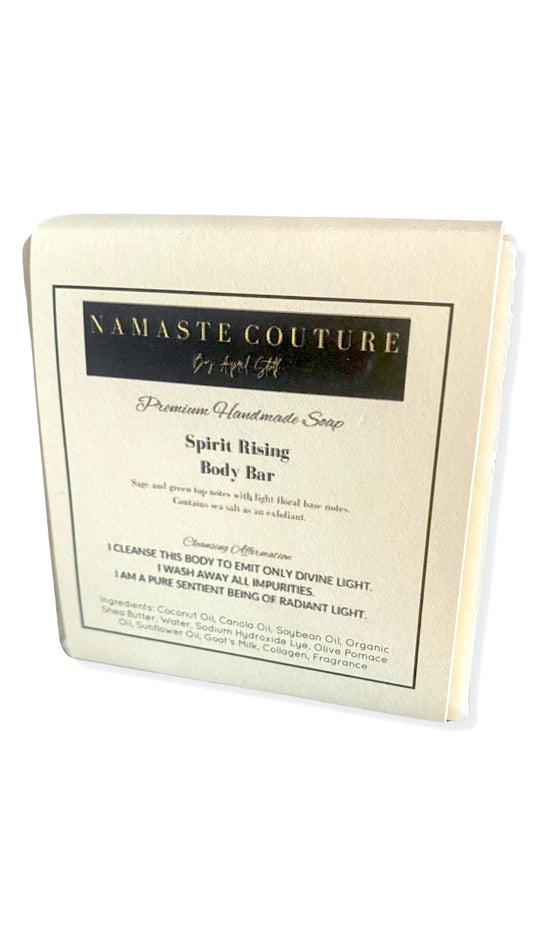 NAMASTE COUTURE
By April
Premium Handmade Soap
Spirit Rising
Body Bar
Sage and green top notes with light floral base notes.
Contains sea salt as an exfoliant.
Cleansing Affirmation
I CLEANSE THIS BODY TO EMIT ONLY DIVINE LIGHT.
I WASH AWAY ALL IMPURITIES.
I AM A PURE SENTIENT BEING OF RADIANT LIGHT.
Ingredients: Coconut Oil, Canola Oil, Soybean Oil, Organic
Shea Butter, Water, Sodium Hydroxide Lye, Olive Pomace
Oil, Sunflower Oil, Goat's Milk, Collagen, Fragrance